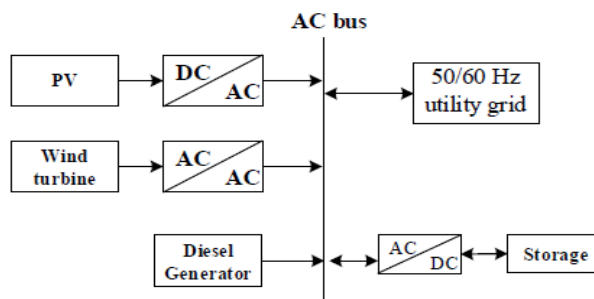 AC bus
PV
DC
AC
50/60 Hz
utility grid
Wind
turbine
AC
AC
Diesel
Generator
AC
DC
Storage